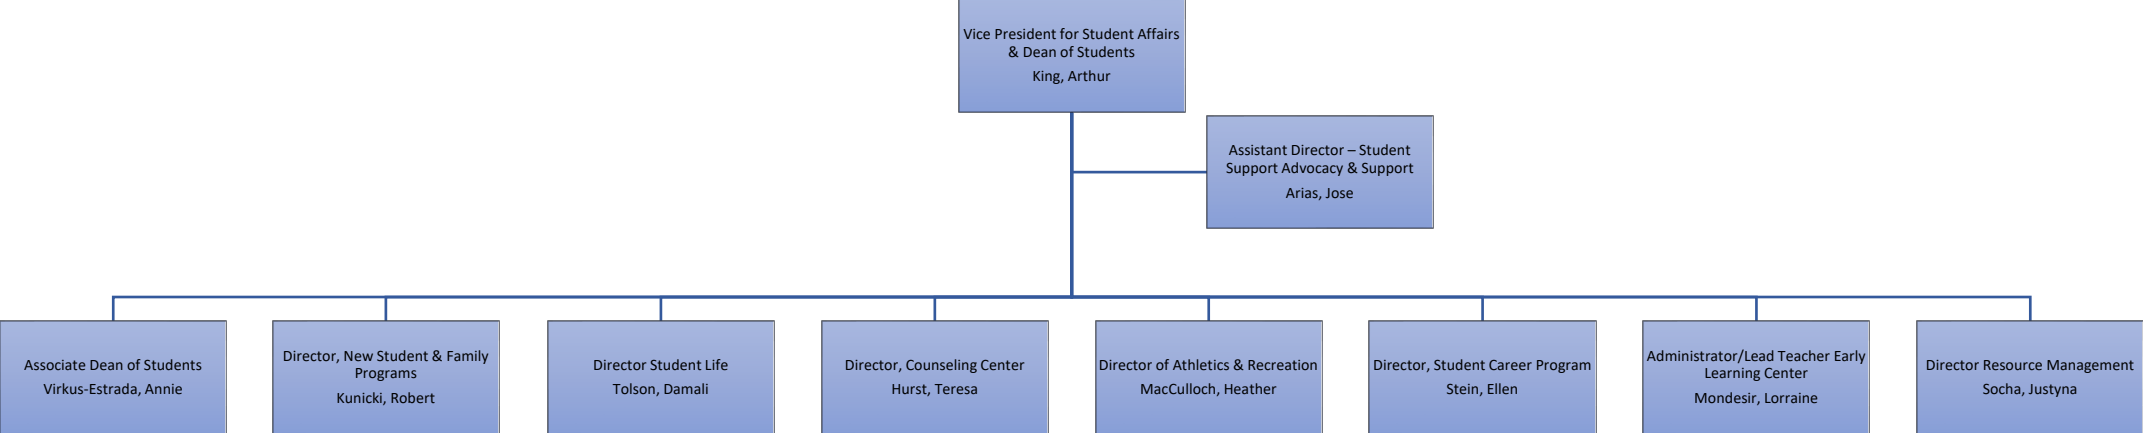 Vice President for Student Affairs
& Dean of Students
King, Arthur
Assistant Director – Student
Support Advocacy & Support
Arias, Jose
Associate Dean of Students
Virkus-Estrada, Annie
Director, New Student & Family
Programs
Kunicki, Robert
Director Student Life
Tolson, Damali
Director, Counseling Center
Hurst, Teresa
Director of Athletics & Recreation
MacCulloch, Heather
Director, Student Career Program
Stein, Ellen
Administrator/Lead Teacher Early
Learning Center
Mondesir, Lorraine
Director Resource Management
Socha, Justyna